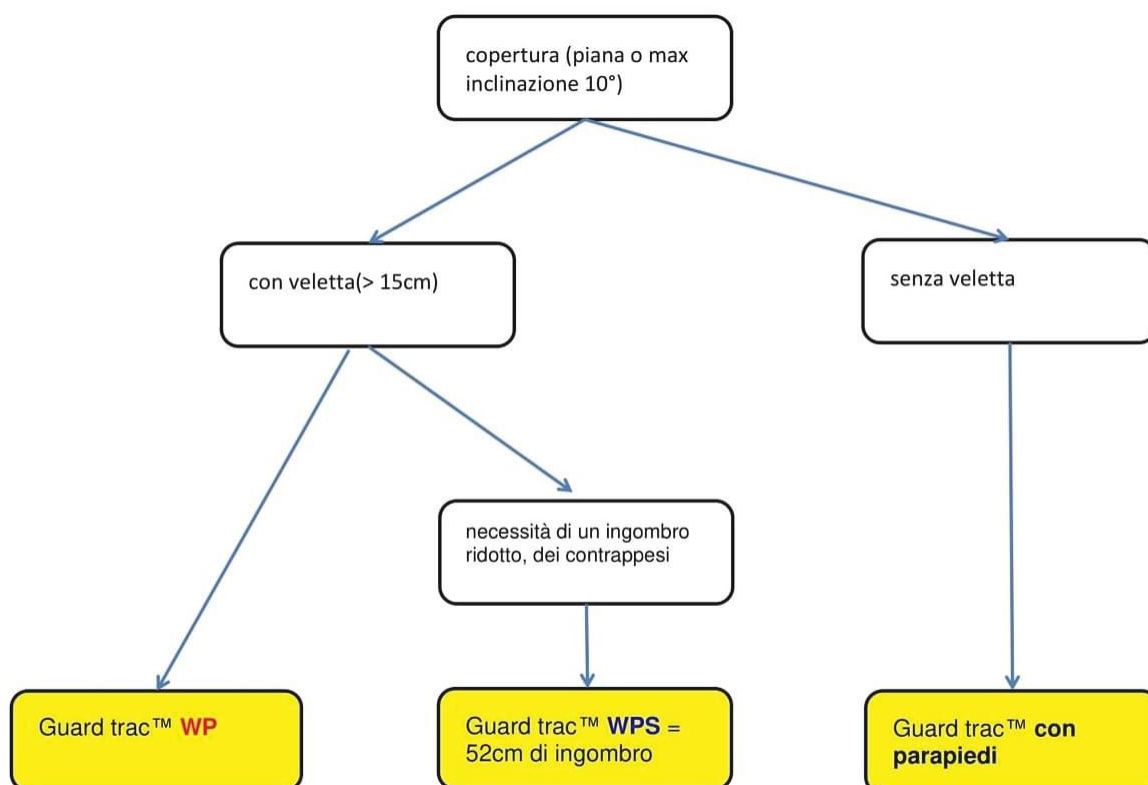 copertura (piana o max
inclinazione 10°)
con veletta(> 15cm)
senza veletta
necessità di un ingombro
ridotto, dei contrappesi
Guard trac™ WP
Guard trac™ WPS =
52cm di ingombro
Guard trac™ con
parapiedi